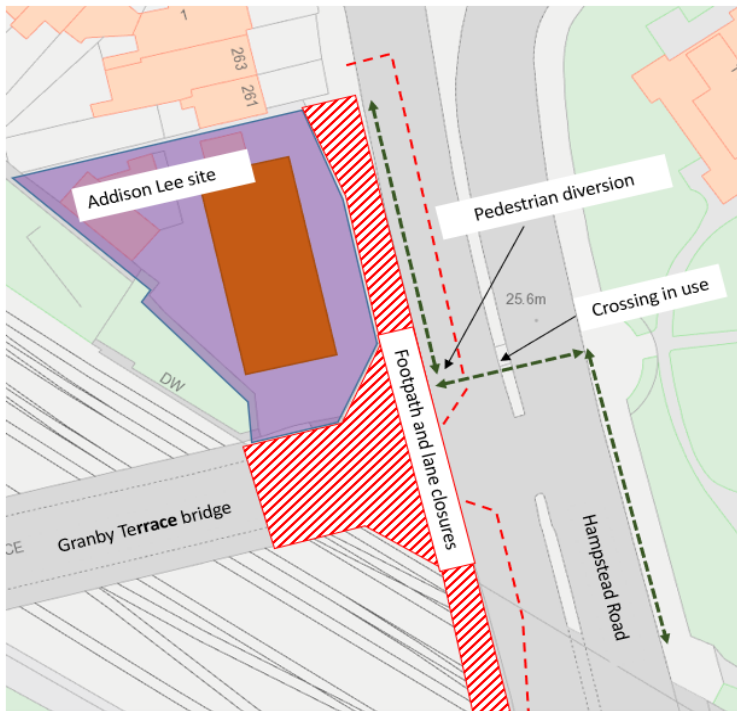 1
263
261
Addison Lee site
Pedestrian diversion
25.6m
Crossing in use
DW
Footpath and lane closures
Granby Terrace bridge
CE
Hampstead Road